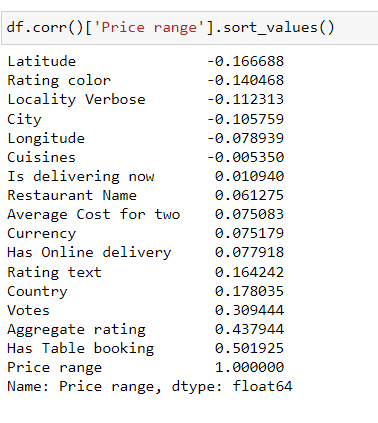 df.corr()['Price range'].sort_values()
Latitude -0.166688
Rating color -0.140468
Locality Verbose -0.112313
City -0.105759
Longitude -0.078939
Cuisines -0.005350
Is delivering now 0.010940
Restaurant Name 0.061275
Average Cost for two 0.075083
Currency 0.075179
Has Online delivery 0.077918
Rating text 0.164242
Country 0.178035
Votes 0.309444
Aggregate rating 0.437944
Has Table booking 0.501925
Price range 1.000000
Name: Price range, dtype: float64